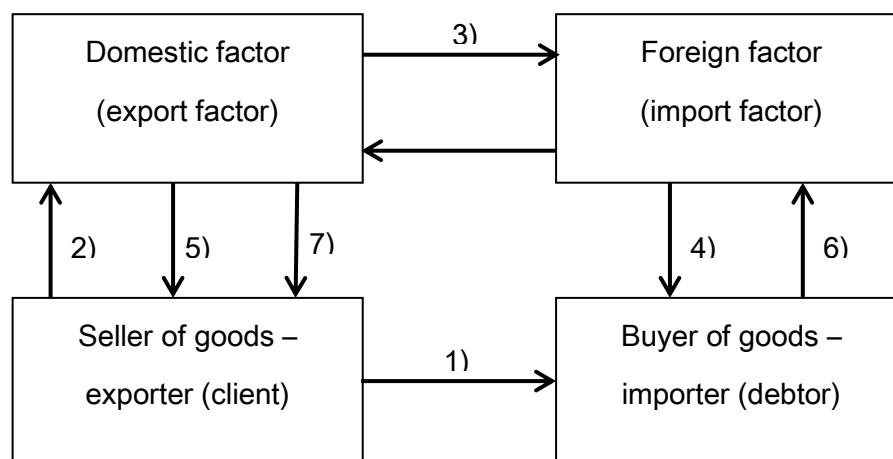 Domestic factor
(export factor)
3)
Foreign factor
(import factor)
2)
5)
7)
4)
6)
Seller of goods –
exporter (client)
1)
Buyer of goods –
importer (debtor)